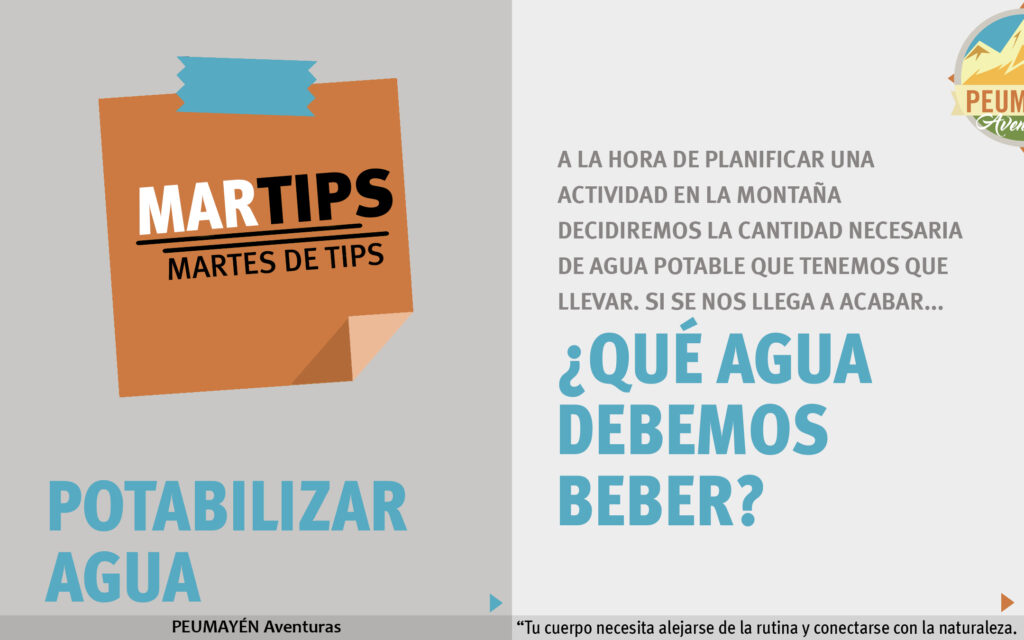 MARTIPS
MARTES DE TIPS
POTABILIZAR
AGUA
PEUMAYÉN Aventuras
A LA HORA DE PLANIFICAR UNA
ACTIVIDAD EN LA MONTAÑA
DECIDIREMOS LA CANTIDAD NECESARIA
DE AGUA POTABLE QUE TENEMOS QUE
LLEVAR. SI SE NOS LLEGA A ACABAR...
¿QUÉ AGUA
DEBEMOS
BEBER?
“Tu cuerpo necesita alejarse de la rutina y conectarse con la naturaleza.